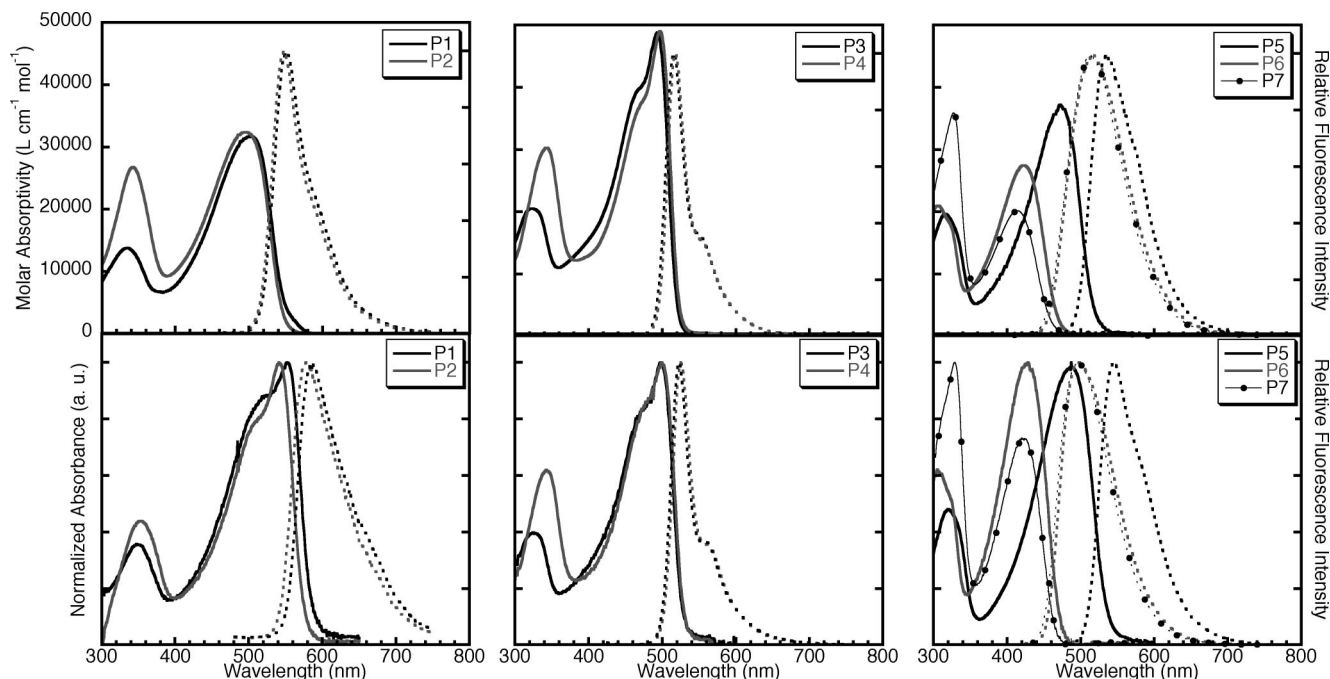 50000
40000
30000
20000
10000
0
Molar Absorptivity (L cm⁻¹ mol⁻¹)
P1
P2
P3
P4
P5
P6
P7
Relative Fluorescence Intensity
Normalized Absorbance (a. u.)
P1
P2
P3
P4
P5
P6
P7
Relative Fluorescence Intensity
300 400 500 600 700 800
Wavelength (nm)
300 400 500 600 700 800
Wavelength (nm)
300 400 500 600 700 800
Wavelength (nm)